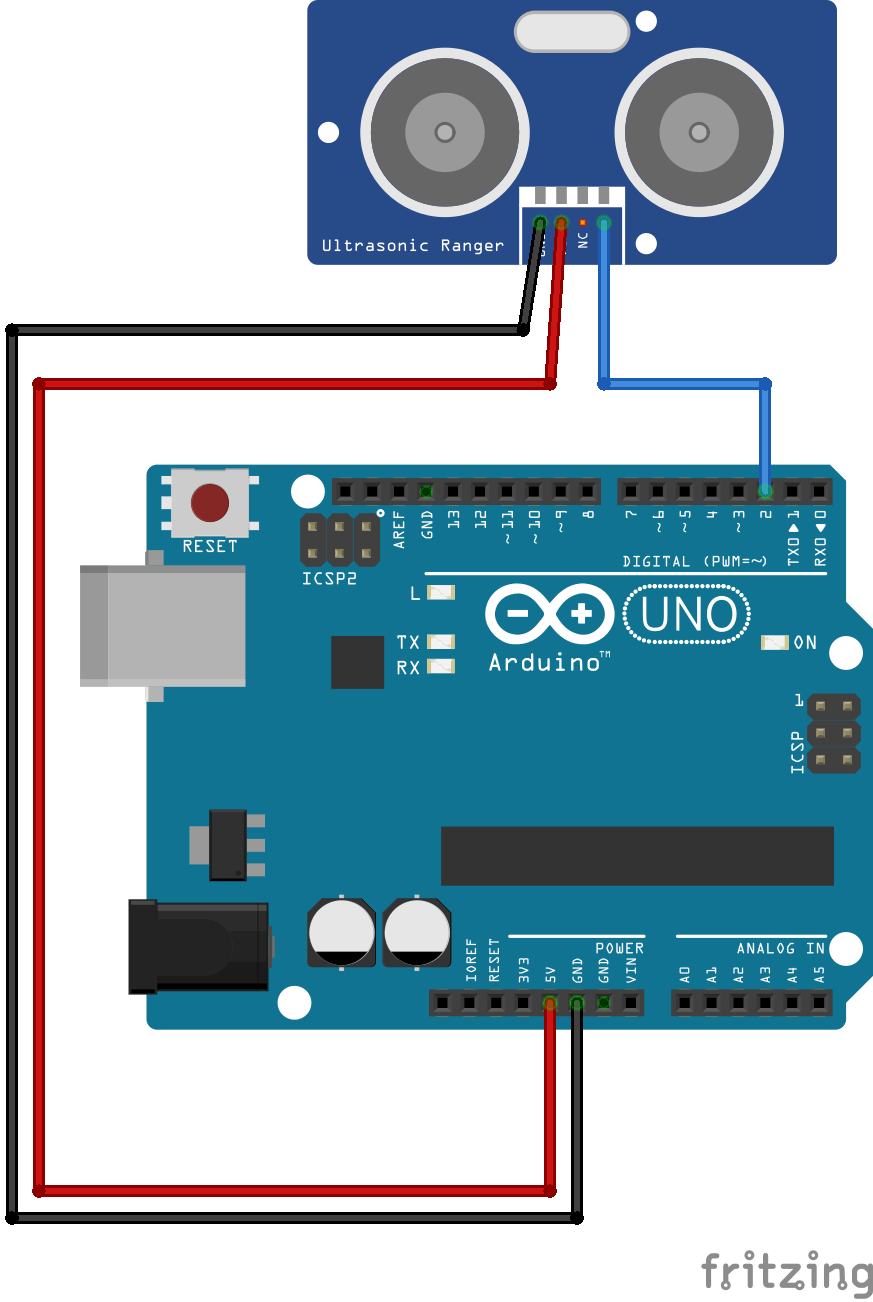 Ultrasonic Ranger
NC
RESET
ICSP2
AREF
GND
13
12
~11
~10
~9
8
7
~6
~5
4
~3
2
TX0▶1
RX0◀0
DIGITAL (PWM=~)
L
TX
RX
UNO
Arduino™
ON
1
ICSP
IOREF
RESET
3V3
5V
GND
GND
VIN
POWER
ANALOG IN
A0
A1
A2
A3
A4
A5
fritzing